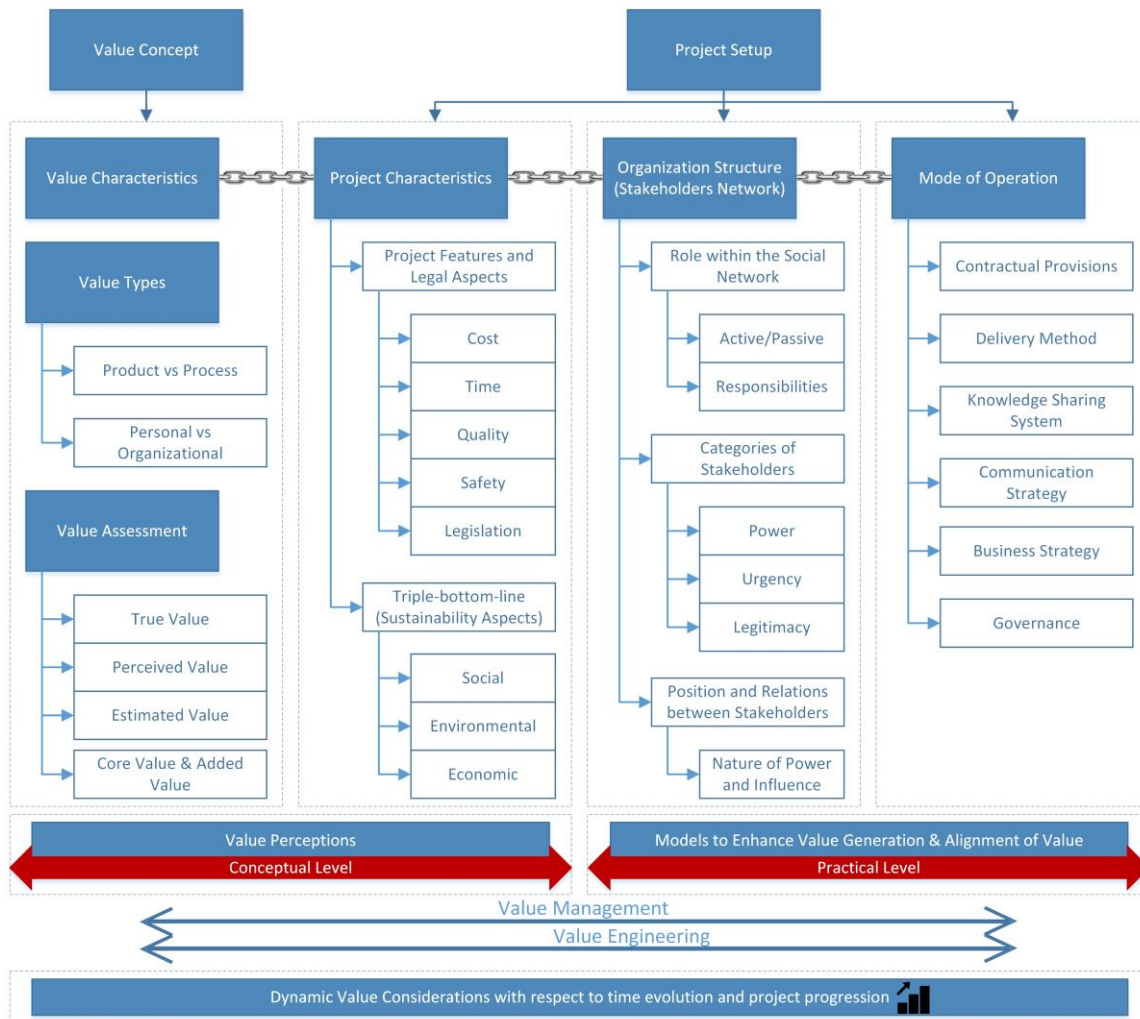 Value Concept
Project Setup
Value Characteristics
Project Characteristics
Organization Structure
(Stakeholders Network)
Mode of Operation
Value Types
Product vs Process
Personal vs
Organizational
Value Assessment
True Value
Perceived Value
Estimated Value
Core Value & Added
Value
Project Features and
Legal Aspects
Cost
Time
Quality
Safety
Legislation
Triple-bottom-line
(Sustainability Aspects)
Social
Environmental
Economic
Role within the Social
Network
Active/Passive
Responsibilities
Categories of
Stakeholders
Power
Urgency
Legitimacy
Position and Relations
between Stakeholders
Nature of Power
and Influence
Contractual Provisions
Delivery Method
Knowledge Sharing
System
Communication
Strategy
Business Strategy
Governance
Value Perceptions
Conceptual Level
Models to Enhance Value Generation & Alignment of Value
Practical Level
Value Management
Value Engineering
Dynamic Value Considerations with respect to time evolution and project progression